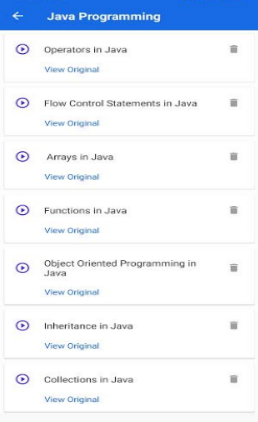 Java Programming
Operators in Java
View Original
Flow Control Statements in Java
View Original
Arrays in Java
View Original
Functions in Java
View Original
Object Oriented Programming in
Java
View Original
Inheritance in Java
View Original
Collections in Java
View Original